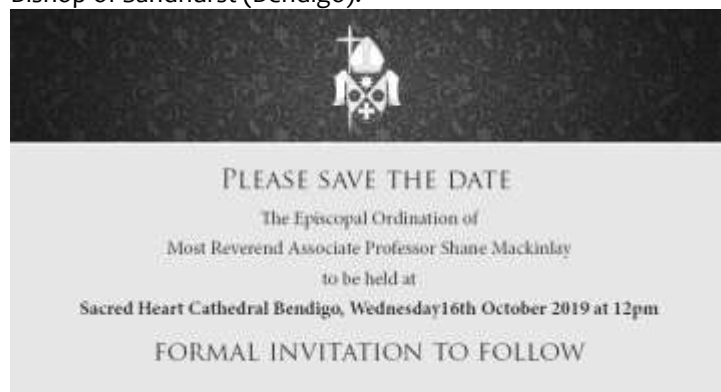 Bishop of Sandhurst (Bendigo).
PLEASE SAVE THE DATE
The Episcopal Ordination of
Most Reverend Associate Professor Shane Mackinlay
to be held at
Sacred Heart Cathedral Bendigo, Wednesday16th October 2019 at 12pm
FORMAL INVITATION TO FOLLOW